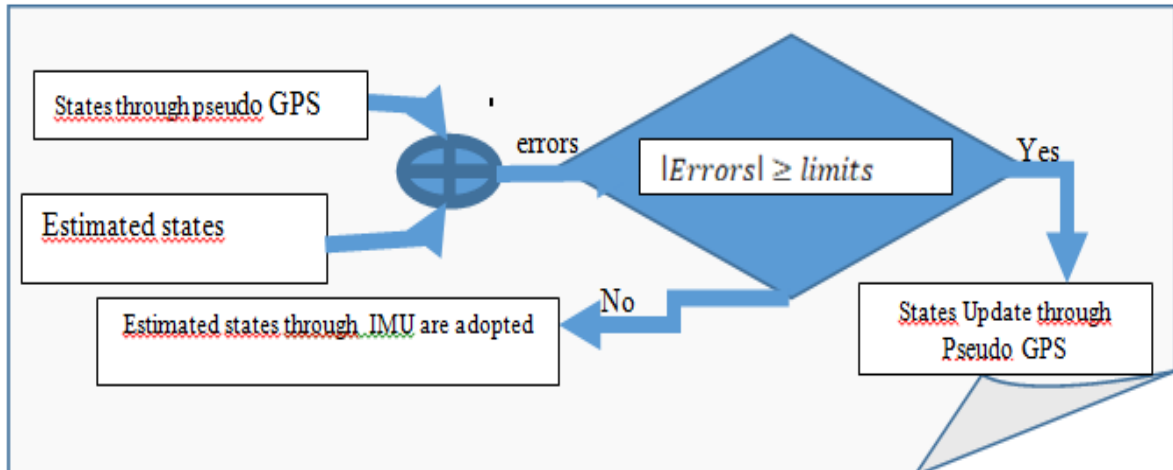 States through pseudo GPS
errors
Yes
|Errors| ≥ limits
Estimated states
No
Estimated states through IMU are adopted
States Update through
Pseudo GPS